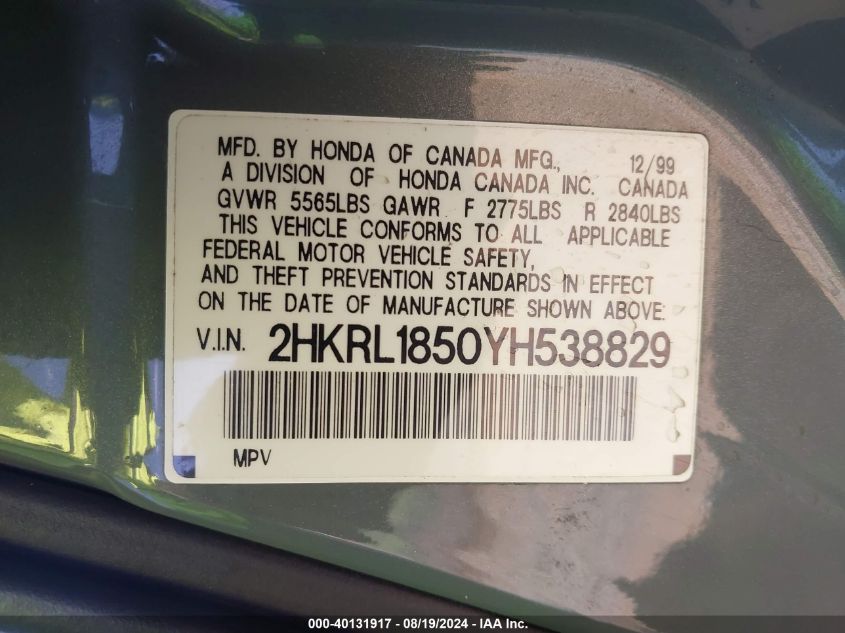 MFD. BY HONDA OF CANADA MFG., 12/99
A DIVISION OF HONDA CANADA INC. CANADA
GVWR 5565LBS GAWR F 2775LBS R 2840LBS
THIS VEHICLE CONFORMS TO ALL APPLICABLE
FEDERAL MOTOR VEHICLE SAFETY,
AND THEFT PREVENTION STANDARDS IN EFFECT
ON THE DATE OF MANUFACTURE SHOWN ABOVE.
V.I.N. 2HKRL1850YH538829
MPV
000-40131917 - 08/19/2024 - IAA Inc.